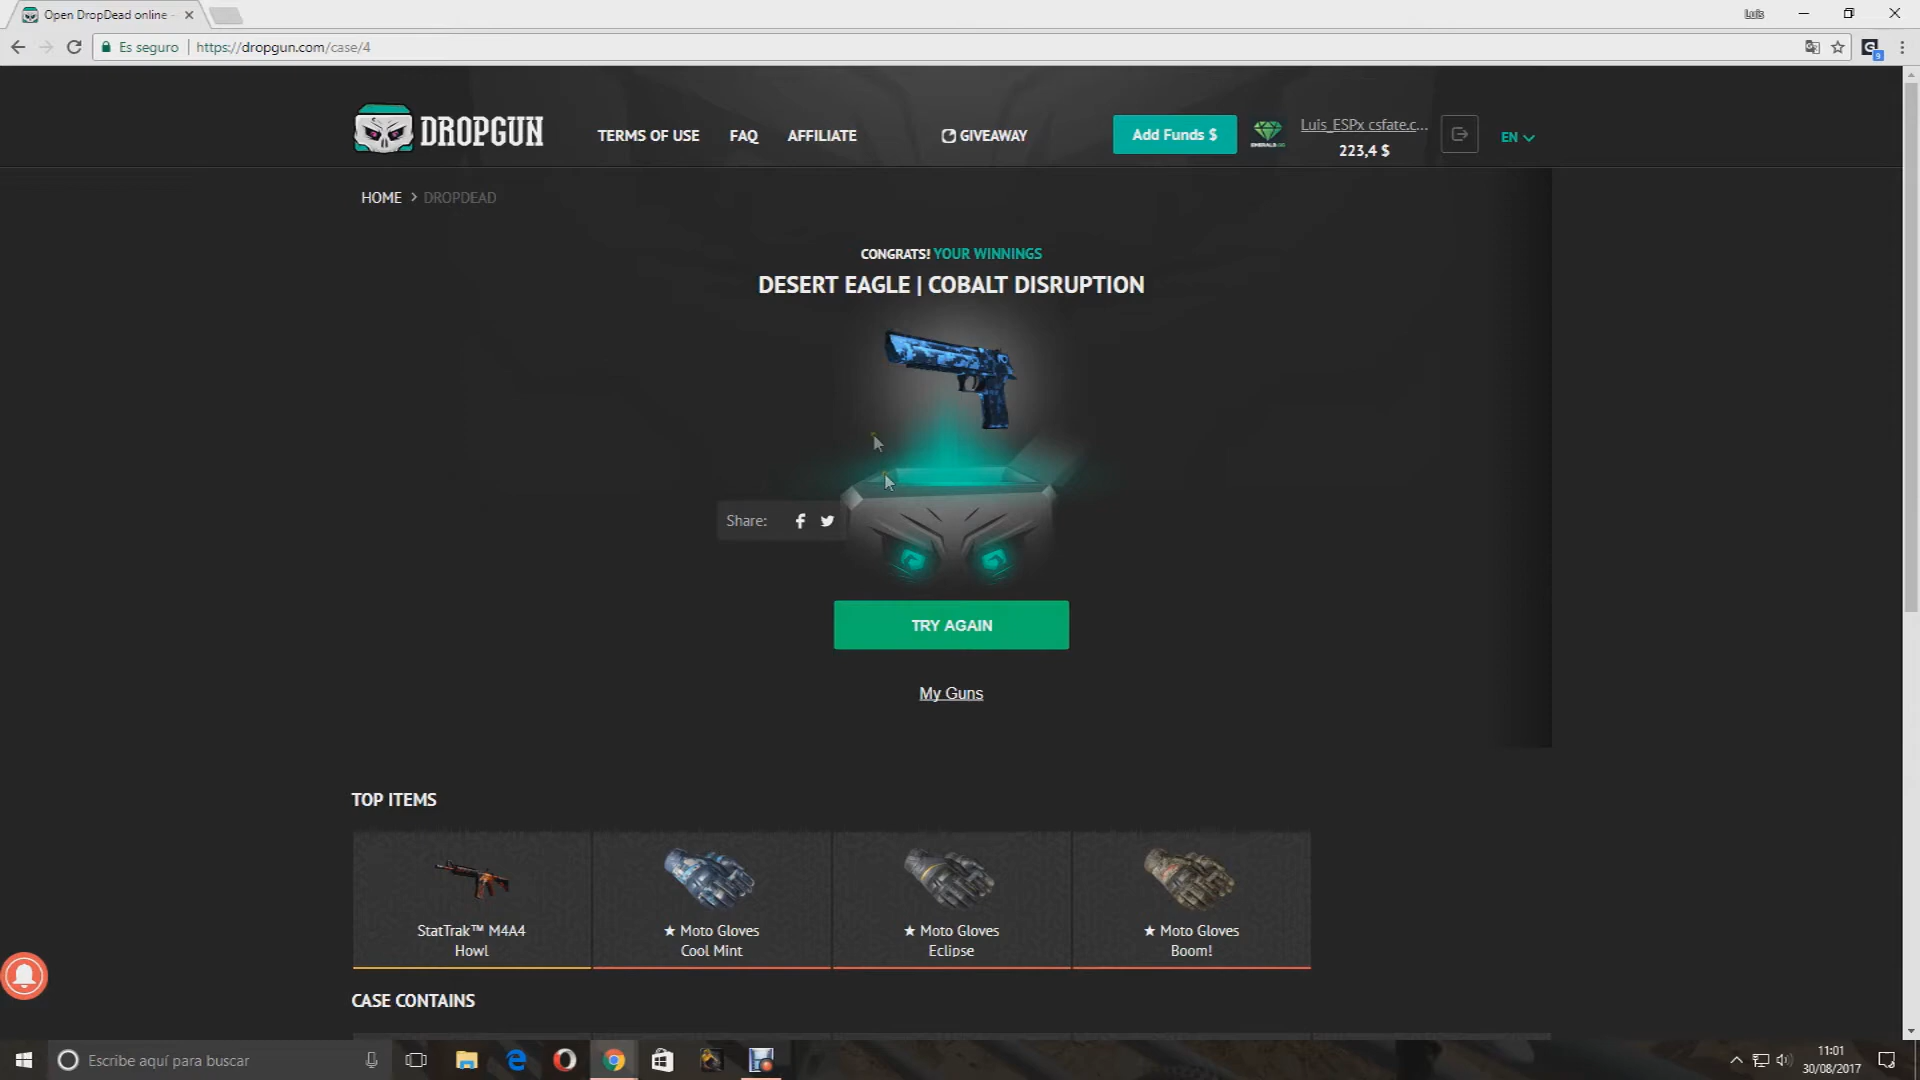 Open DropDead online -
Luis
Es seguro
https://dropgun.com/case/4
DROPGUN
TERMS OF USE
FAQ
AFFILIATE
GIVEAWAY
Add Funds $
Luis_ESPx csfate.c...
223,4 $
EN
HOME > DROPDEAD
CONGRATS! YOUR WINNINGS
DESERT EAGLE | COBALT DISRUPTION
Share:
TRY AGAIN
My Guns
TOP ITEMS
StatTrak™ M4A4
Howl
★ Moto Gloves
Cool Mint
★ Moto Gloves
Eclipse
★ Moto Gloves
Boom!
CASE CONTAINS
Escribe aquí para buscar
11:01
30/08/2017